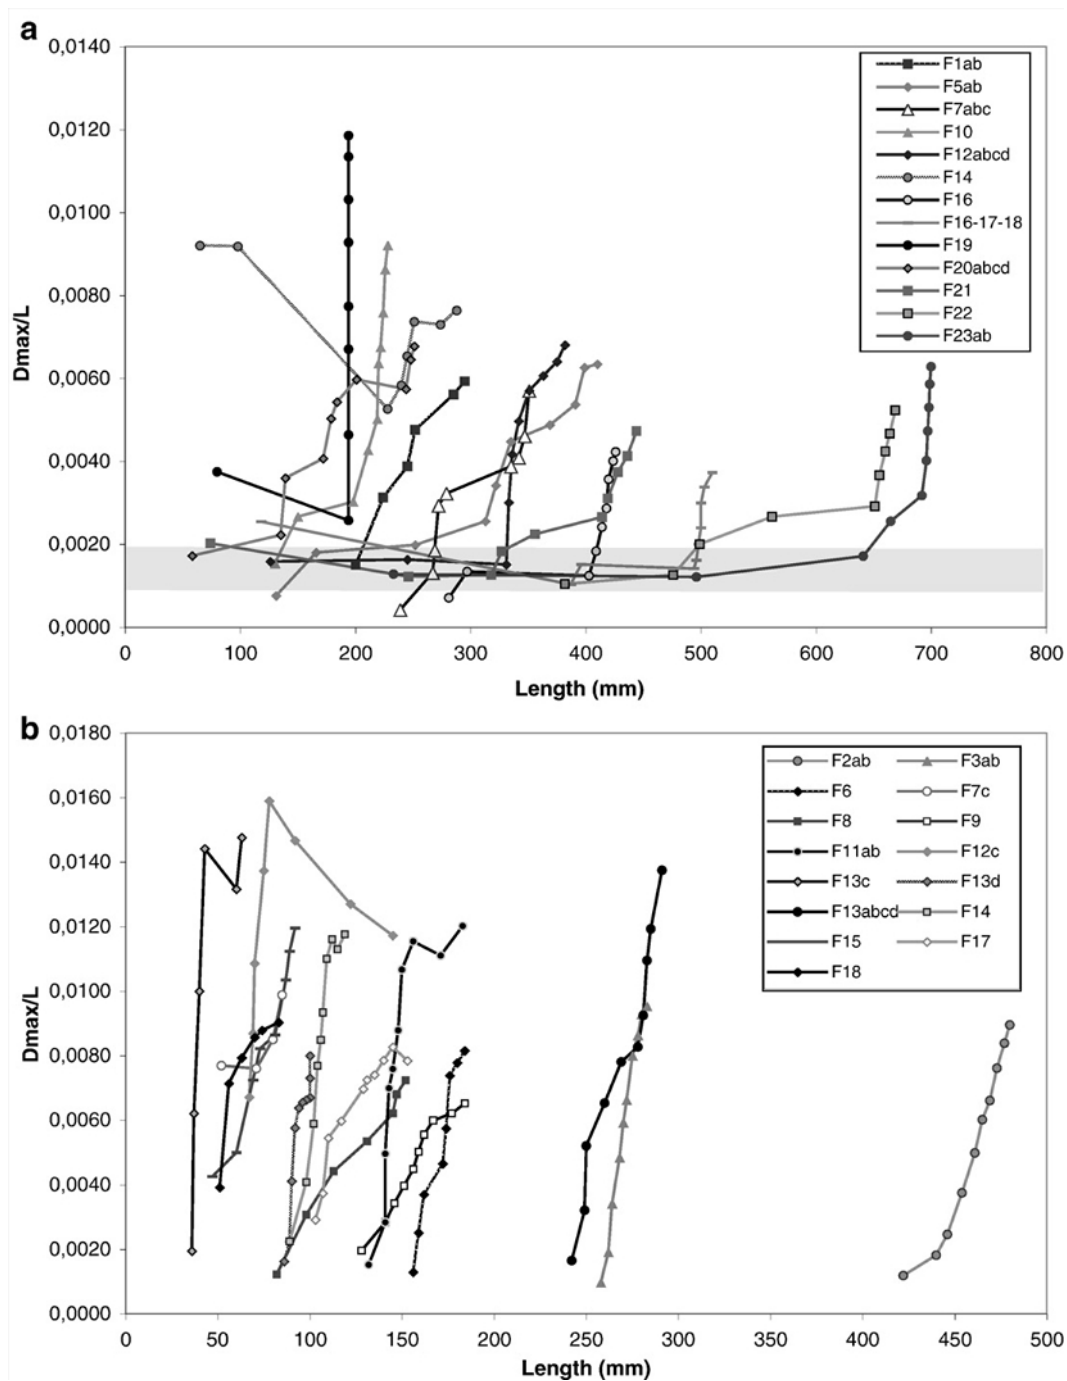 a
0,0140
0,0120
0,0100
0,0080
0,0060
0,0040
0,0020
0,0000
Dmax/L
0 100 200 300 400 500 600 700 800
Length (mm)
F1ab
F5ab
F7abc
F10
F12abcd
F14
F16
F16-17-18
F19
F20abcd
F21
F22
F23ab
b
0,0180
0,0160
0,0140
0,0120
0,0100
0,0080
0,0060
0,0040
0,0020
0,0000
Dmax/L
0 50 100 150 200 250 300 350 400 450 500
Length (mm)
F2ab F3ab
F6 F7c
F8 F9
F11ab F12c
F13c F13d
F13abcd F14
F15 F17
F18